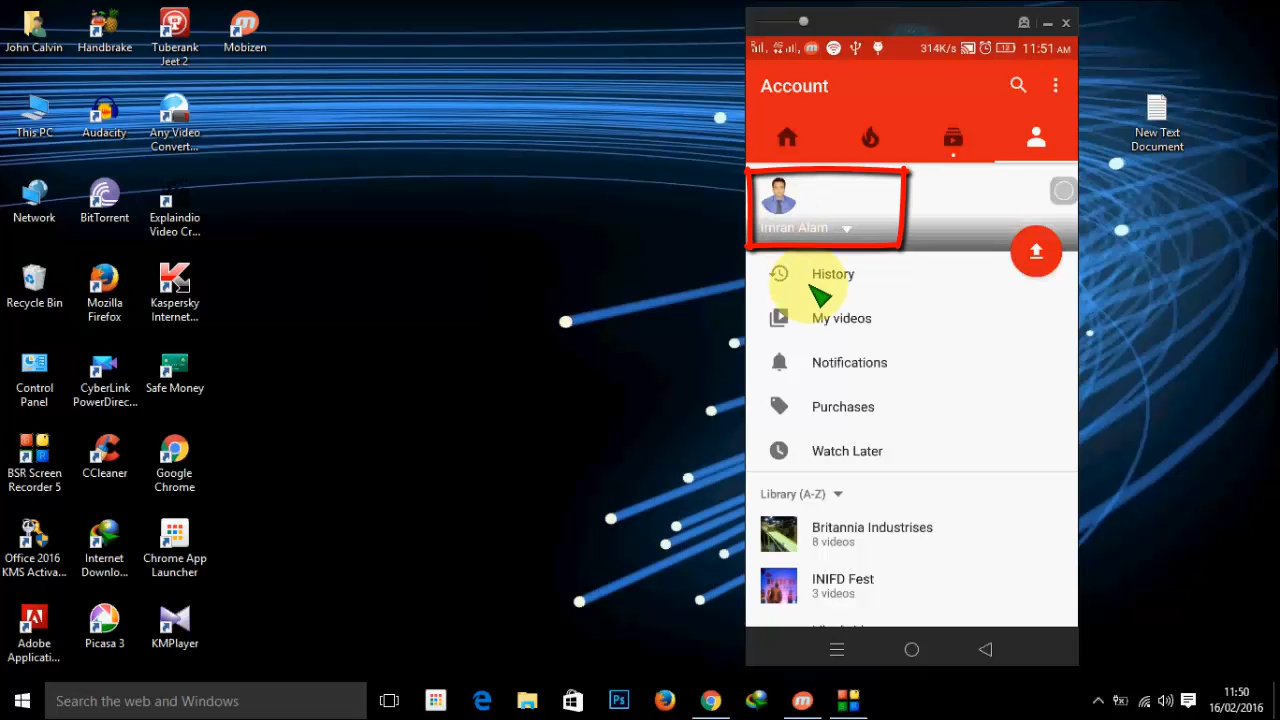 John Calvin
Handbrake
Tuberank
Jeet 2
Mobizen
This PC
Audacity
Any Video
Convert...
Network
BitTorrent
Explaindio
Video Cr...
Recycle Bin
Mozilla
Firefox
Kaspersky
Internet...
Control
Panel
CyberLink
PowerDirec...
Safe Money
BSR Screen
Recorder 5
CCleaner
Google
Chrome
Office 2016
KMS Activa...
Internet
Downlo...
Chrome App
Launcher
Adobe
Applicati...
Picasa 3
KMPlayer
New Text
Document
314K/s
12
11:51 AM
Account
Imran Alam
History
My videos
Notifications
Purchases
Watch Later
Library (A-Z)
Britannia Industrises
8 videos
INIFD Fest
3 videos
Search the web and Windows
Ps
11:50
16/02/2016